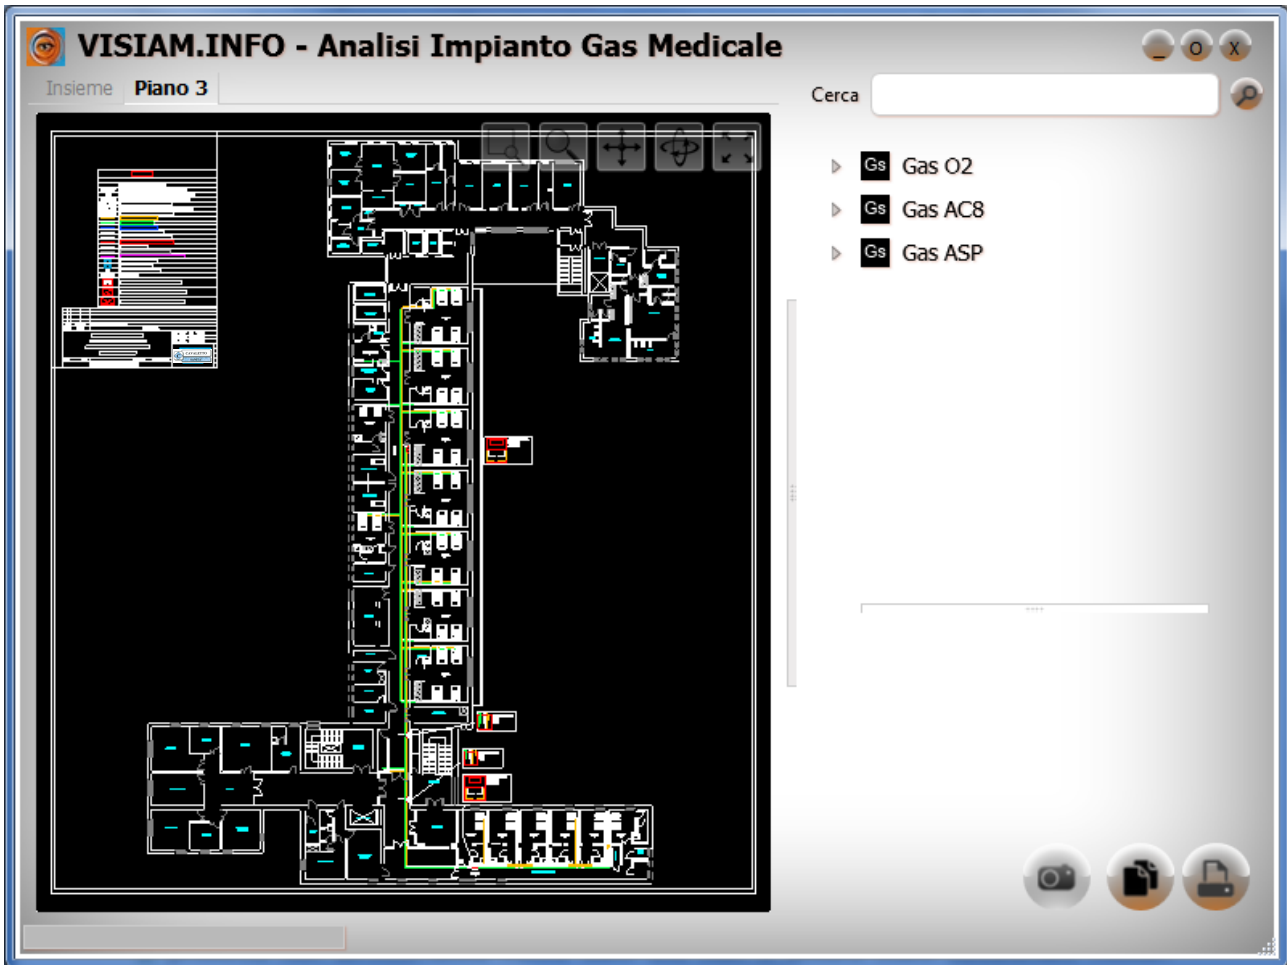 VISIAM.INFO - Analisi Impianto Gas Medicale
_ O X
Insieme Piano 3
Cerca
Gs Gas O2
Gs Gas AC8
Gs Gas ASP